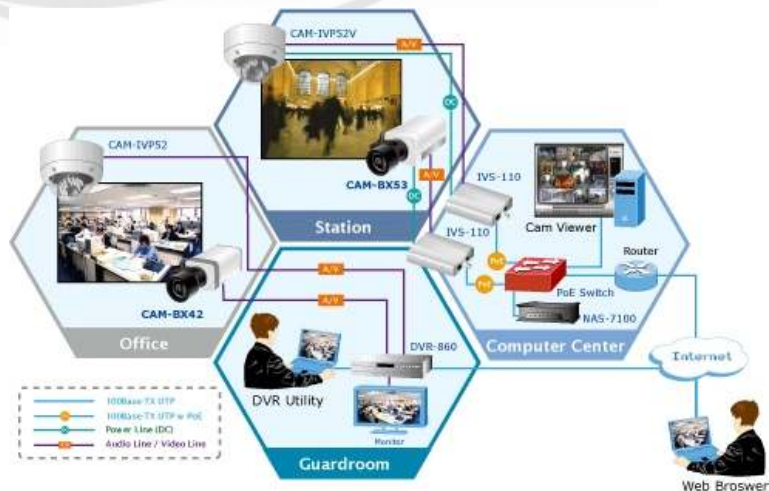 CAM-IVP52V
A/V
DC
CAM-BX53
A/V
DC
Station
CAM-IVP52
CAM-BX42
Office
IVS-110
IVS-110
Cam Viewer
PoE
PoE
Router
PoE Switch
NAS-7100
Computer Center
A/V
A/V
DVR-860
DVR Utility
Monitor
Guardroom
Internet
Web Broswer
100Base-TX UTP
100Base-TX UTP w PoE
Power Line (DC)
Audio Line / Video Line